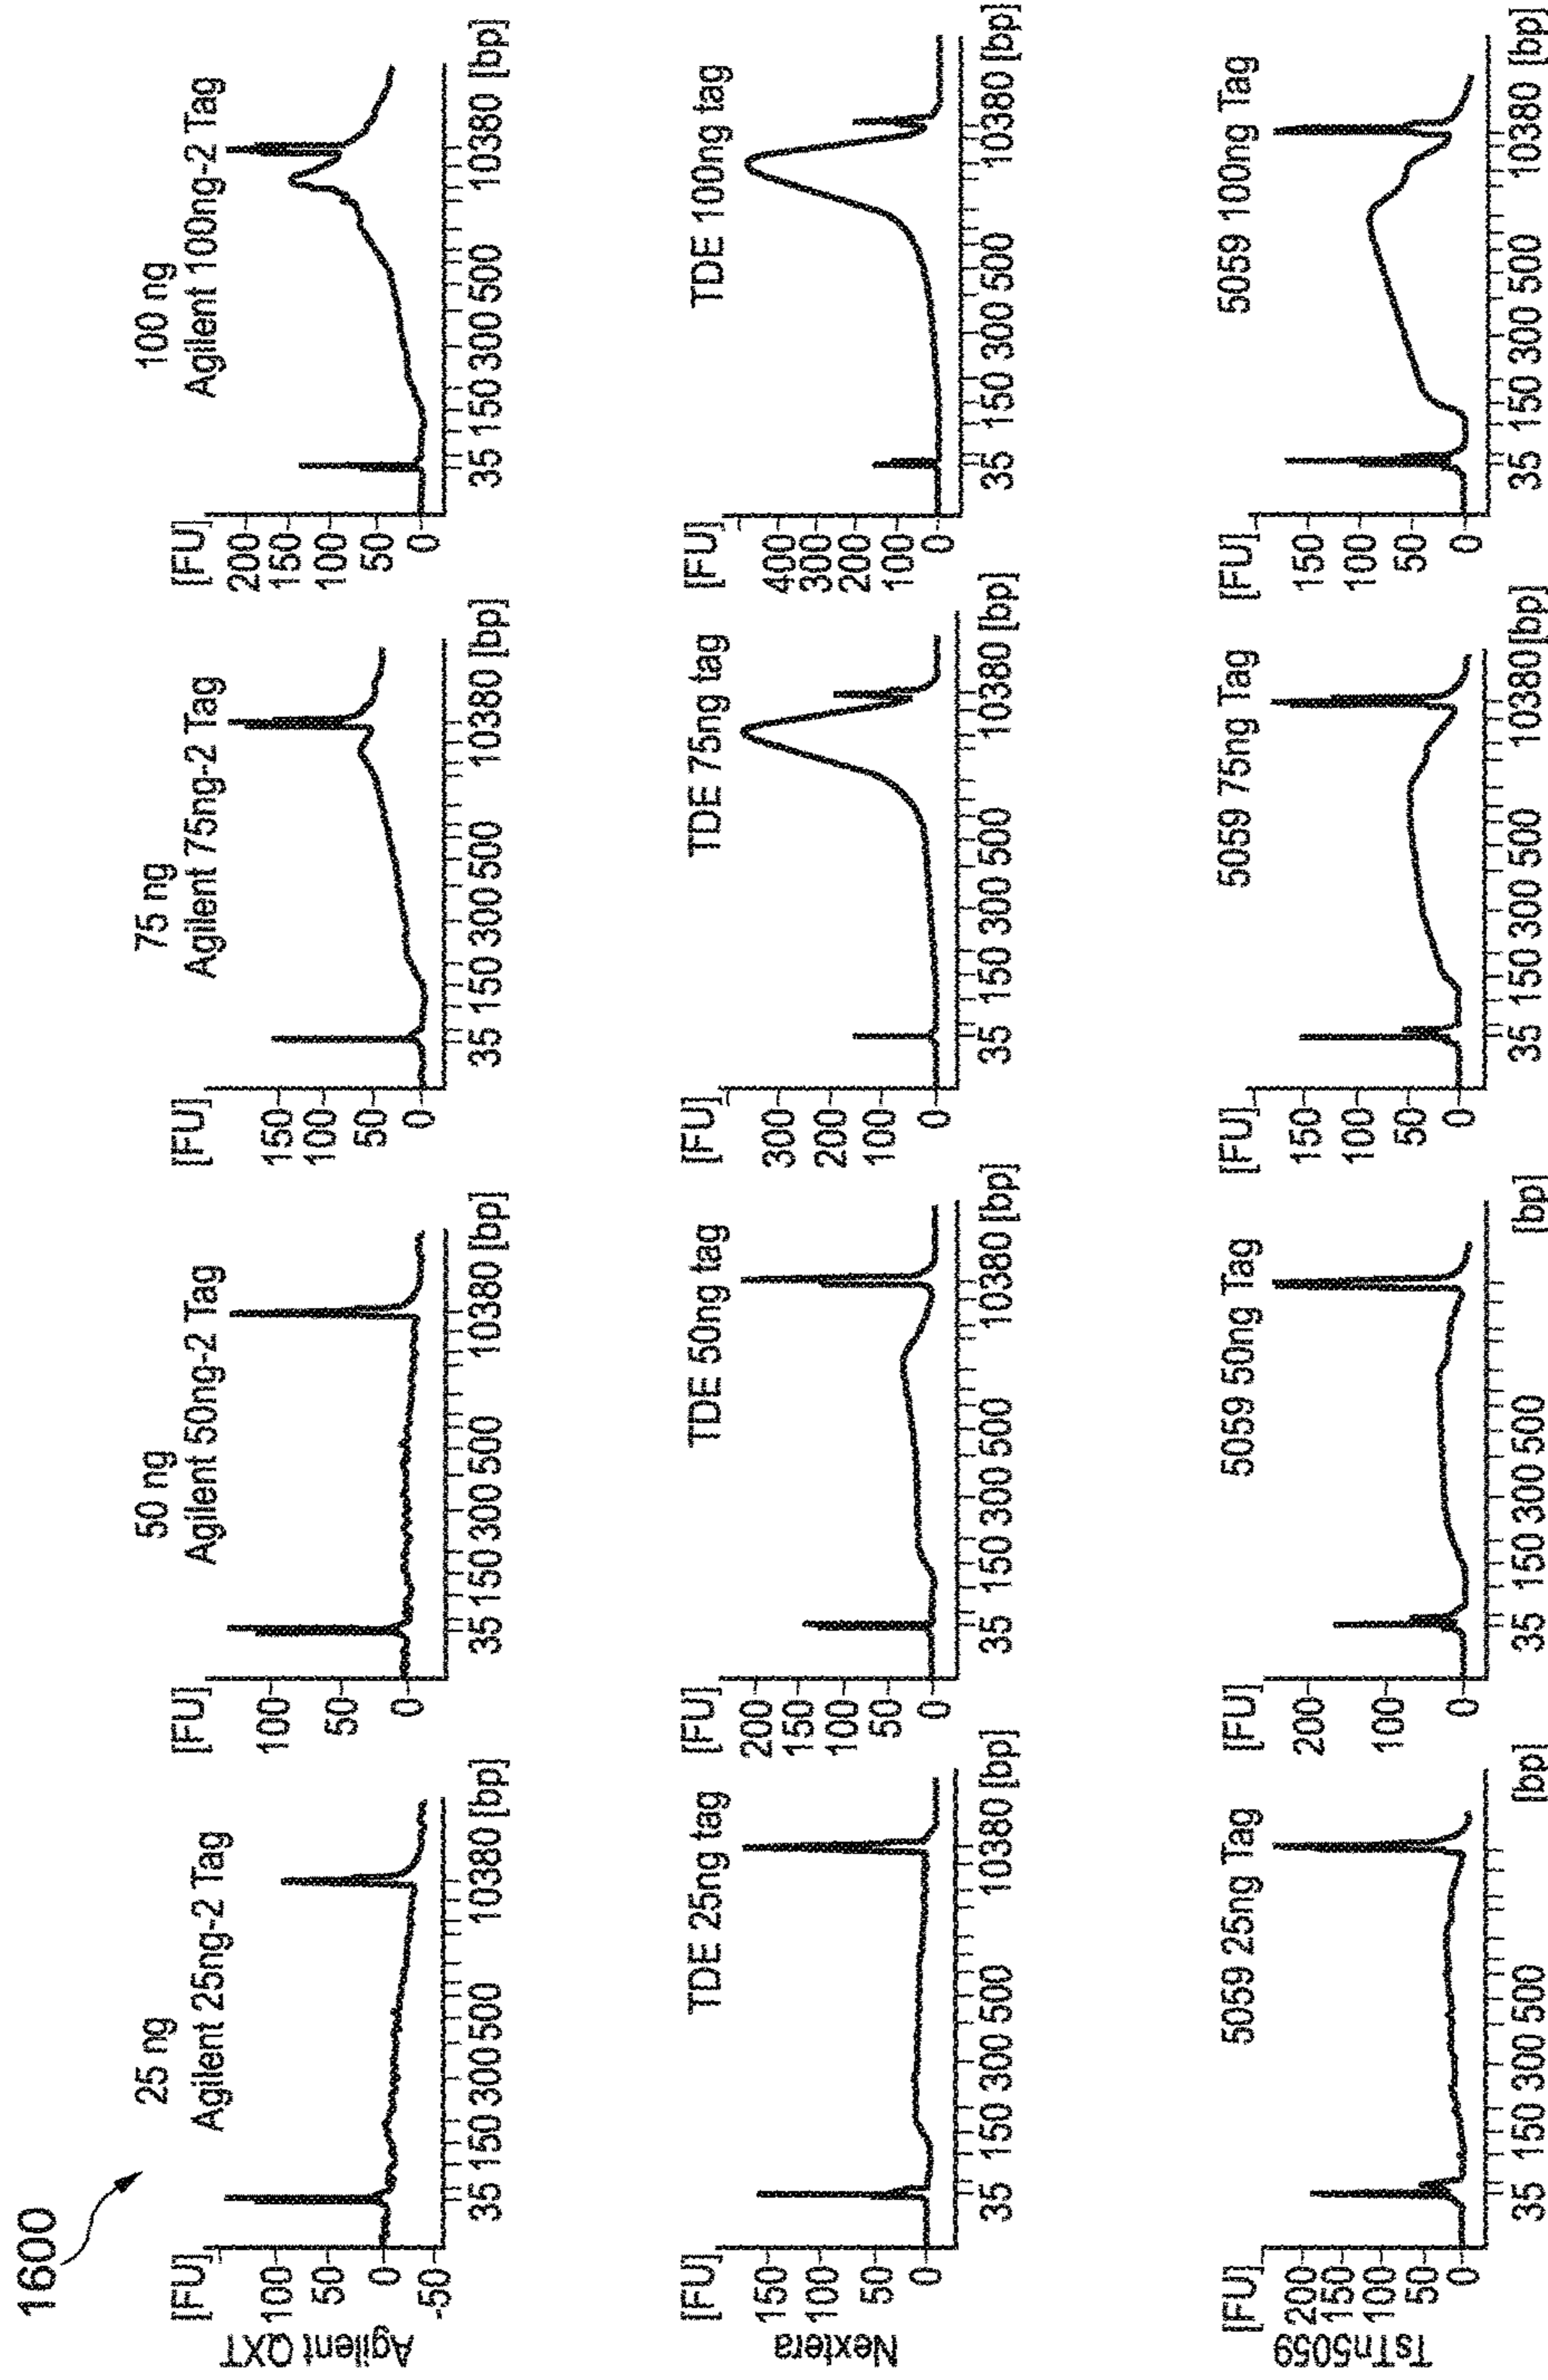 1600
25 ng
50 ng
75 ng
100 ng
Agilent QXT
Agilent 25ng-2 Tag
[FU]
100
50
0
-50
35 150 300 500 10380 [bp]
Agilent 50ng-2 Tag
[FU]
100
50
0
35 150 300 500 10380 [bp]
Agilent 75ng-2 Tag
[FU]
150
100
50
0
35 150 300 500 10380 [bp]
Agilent 100ng-2 Tag
[FU]
200
150
100
50
0
35 150 300 500 10380 [bp]
Nextera
TDE 25ng tag
[FU]
150
100
50
0
35 150 300 500 10380 [bp]
TDE 50ng tag
[FU]
200
150
100
50
0
35 150 300 500 10380 [bp]
TDE 75ng tag
[FU]
300
200
100
0
35 150 300 500 10380 [bp]
TDE 100ng tag
[FU]
400
300
200
100
0
35 150 300 500 10380 [bp]
TsTn5059
5059 25ng Tag
[FU]
200
150
100
50
0
35 150 300 500 [bp]
5059 50ng Tag
[FU]
200
100
0
35 150 300 500 [bp]
5059 75ng Tag
[FU]
150
100
50
0
35 150 300 500 10380 [bp]
5059 100ng Tag
[FU]
150
100
50
0
35 150 300 500 10380 [bp]